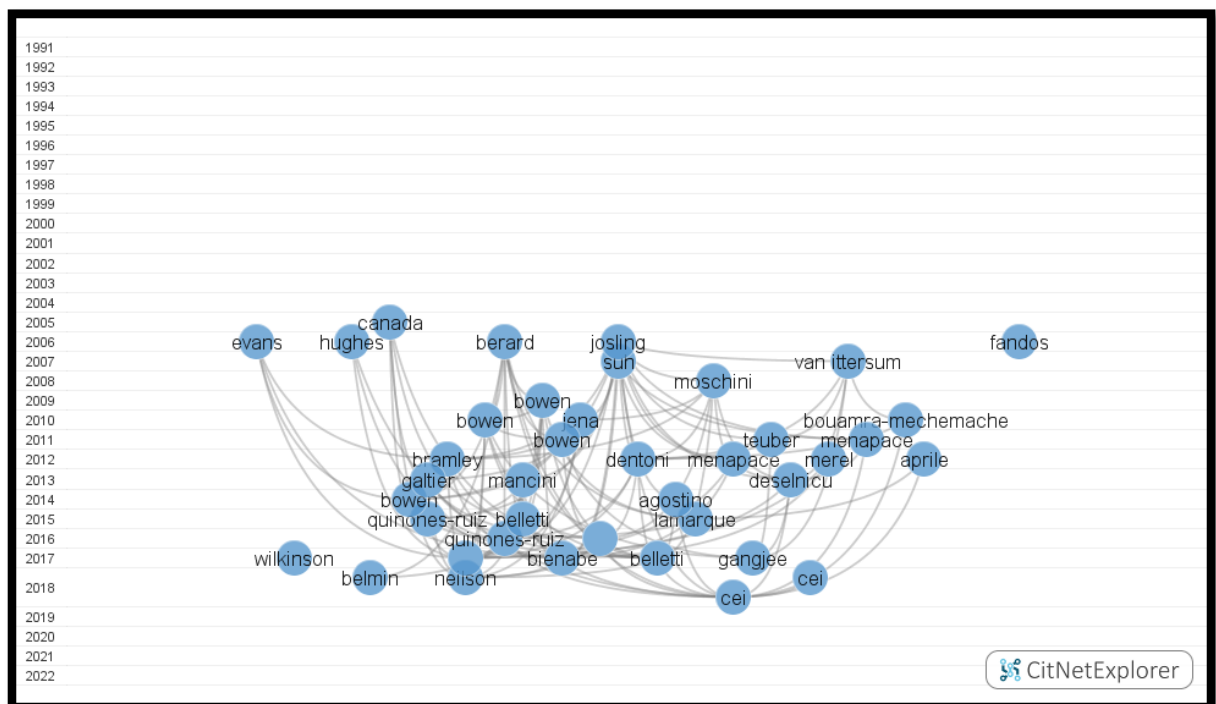 1991
1992
1993
1994
1995
1996
1997
1998
1999
2000
2001
2002
2003
2004
2005
2006
2007
2008
2009
2010
2011
2012
2013
2014
2015
2016
2017
2018
2019
2020
2021
2022
canada
evans
hughes
berard
josling
fandos
sun
van ittersum
moschini
bowen
bowen
jena
bouamra-mechemache
bowen
teuber
menapace
bramley
dentoni
menapace
merel
aprile
galtier
mancini
deselnicu
bowen
agostino
quinones-ruiz
belletti
lamarque
quinones-ruiz
wilkinson
bienabe
belletti
gangjee
belmin
neilson
cei
cei
CitNetExplorer